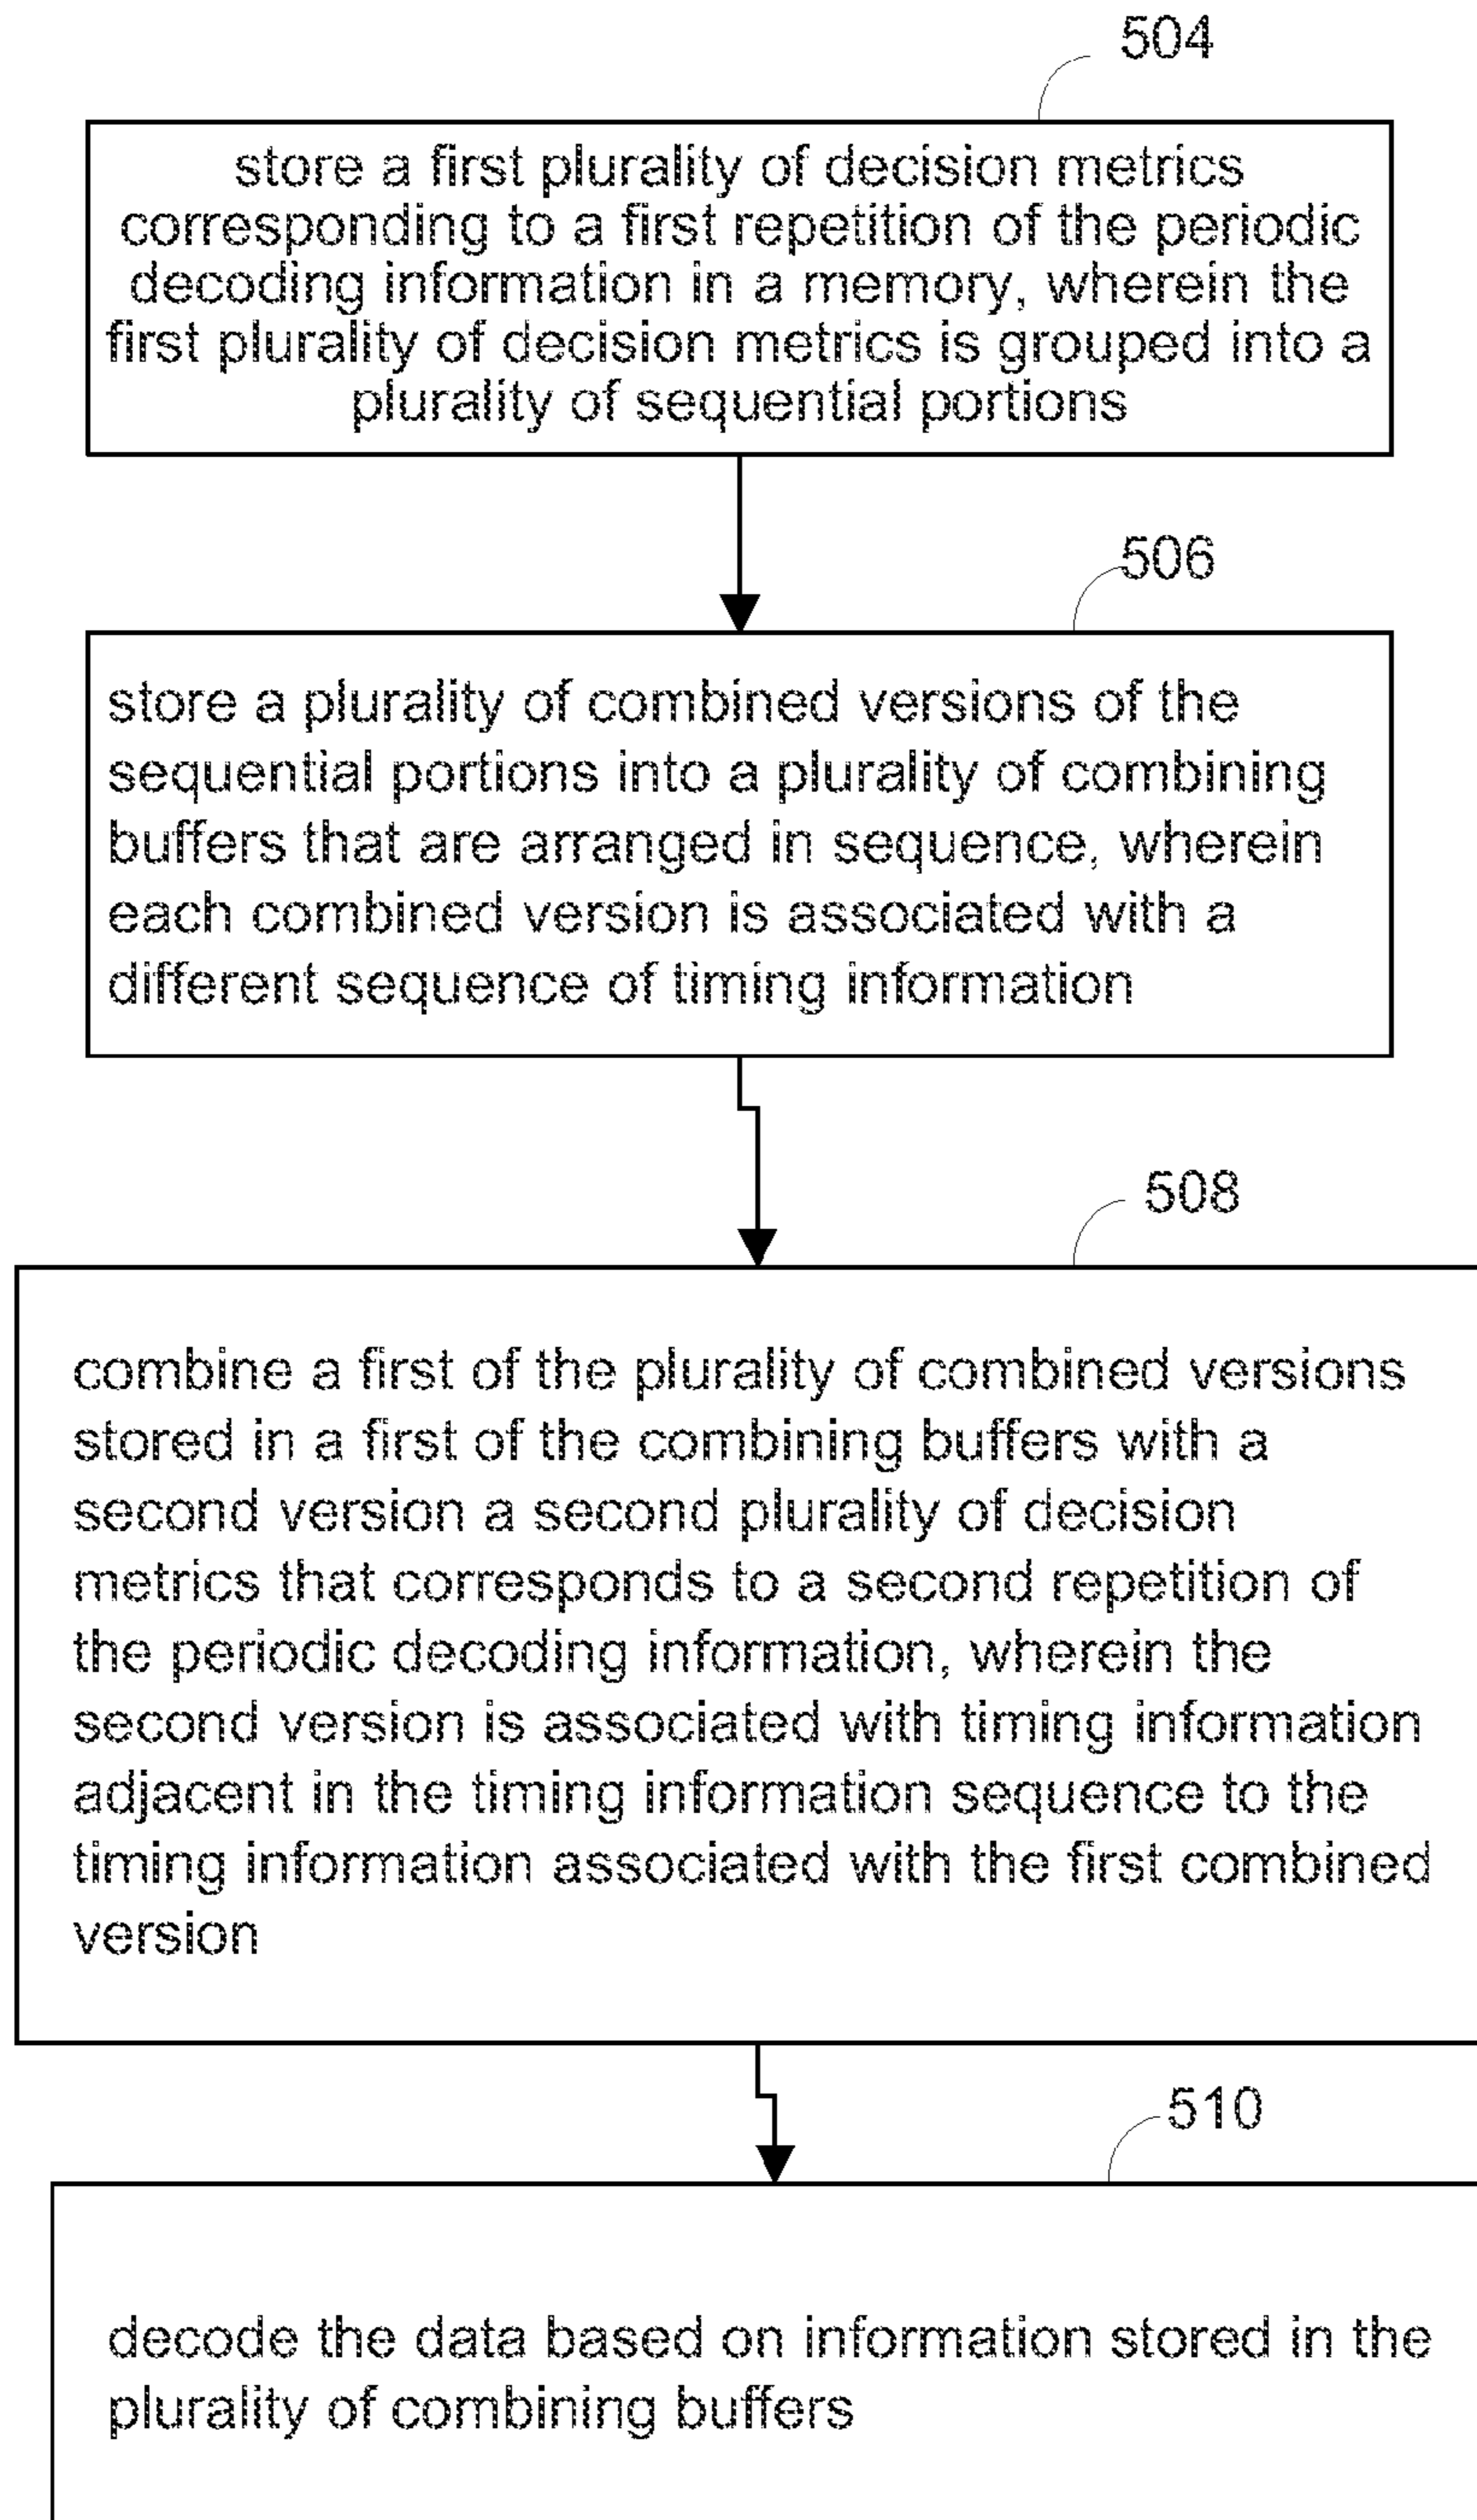 504
store a first plurality of decision metrics
corresponding to a first repetition of the periodic
decoding information in a memory, wherein the
first plurality of decision metrics is grouped into a
plurality of sequential portions
506
store a plurality of combined versions of the
sequential portions into a plurality of combining
buffers that are arranged in sequence, wherein
each combined version is associated with a
different sequence of timing information
508
combine a first of the plurality of combined versions
stored in a first of the combining buffers with a
second version a second plurality of decision
metrics that corresponds to a second repetition of
the periodic decoding information, wherein the
second version is associated with timing information
adjacent in the timing information sequence to the
timing information associated with the first combined
version
510
decode the data based on information stored in the
plurality of combining buffers